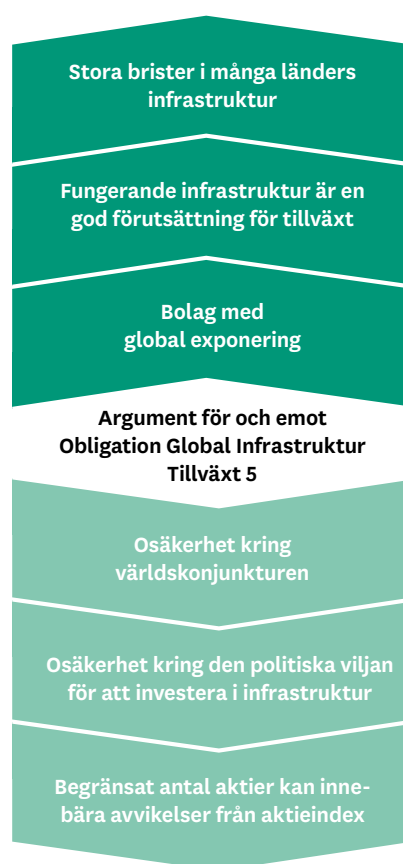 Stora brister i många länders
infrastruktur
Fungerande infrastruktur är en
god förutsättning för tillväxt
Bolag med
global exponering
Argument för och emot
Obligation Global Infrastruktur
Tillväxt 5
Osäkerhet kring
världskonjunkturen
Osäkerhet kring den politiska viljan
för att investera i infrastruktur
Begränsat antal aktier kan inne-
bära avvikelser från aktieindex